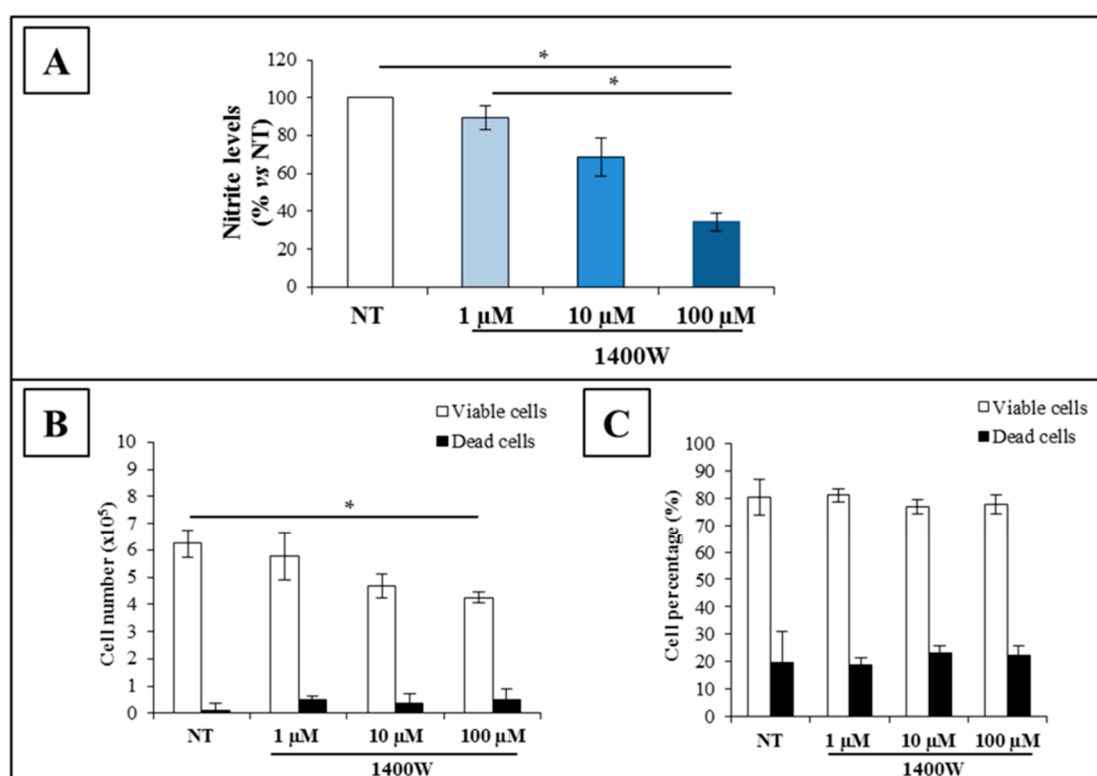 A
120
100
80
60
40
20
0
Nitrite levels
(% vs NT)
*
*
NT 1 µM 10 µM 100 µM
1400W
B
Viable cells
Dead cells
10
9
8
7
6
5
4
3
2
1
0
Cell number (x10⁵)
*
NT 1 µM 10 µM 100 µM
1400W
C
Viable cells
Dead cells
100
90
80
70
60
50
40
30
20
10
0
Cell percentage (%)
NT 1 µM 10 µM 100 µM
1400W